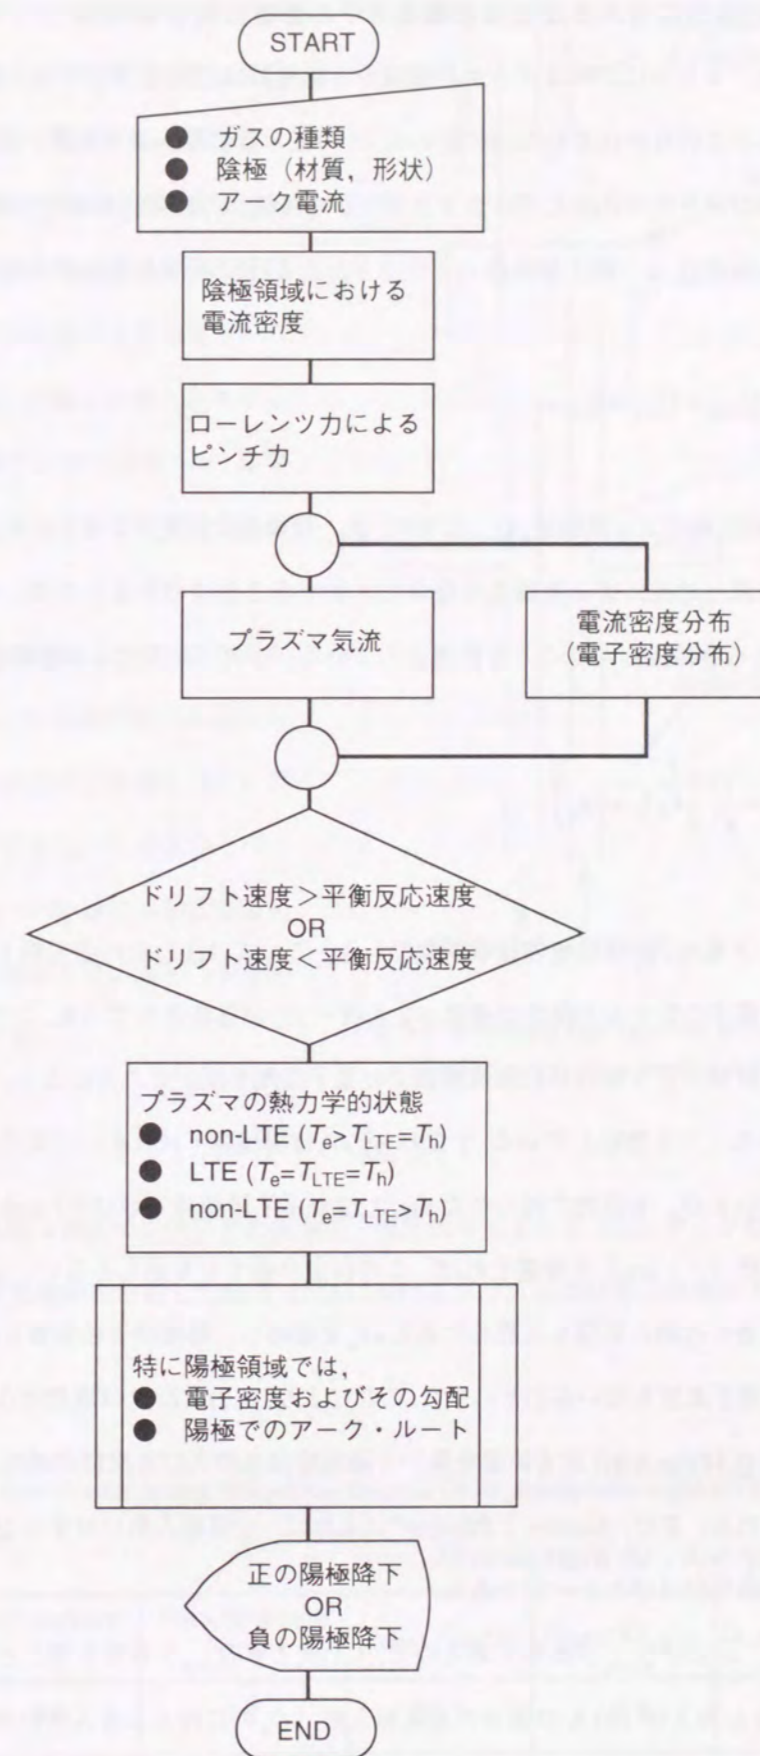 START
● ガスの種類
● 陰極（材質，形状）
● アーク電流
陰極領域における
電流密度
ローレンツ力による
ピンチ力
プラズマ気流
電流密度分布
（電子密度分布）
ドリフト速度＞平衡反応速度
OR
ドリフト速度＜平衡反応速度
プラズマの熱力学的状態
● non-LTE (Te>TLTE=Th)
● LTE (Te=TLTE=Th)
● non-LTE (Te=TLTE>Th)
特に陽極領域では，
● 電子密度およびその勾配
● 陽極でのアーク・ルート
正の陽極降下
OR
負の陽極降下
END